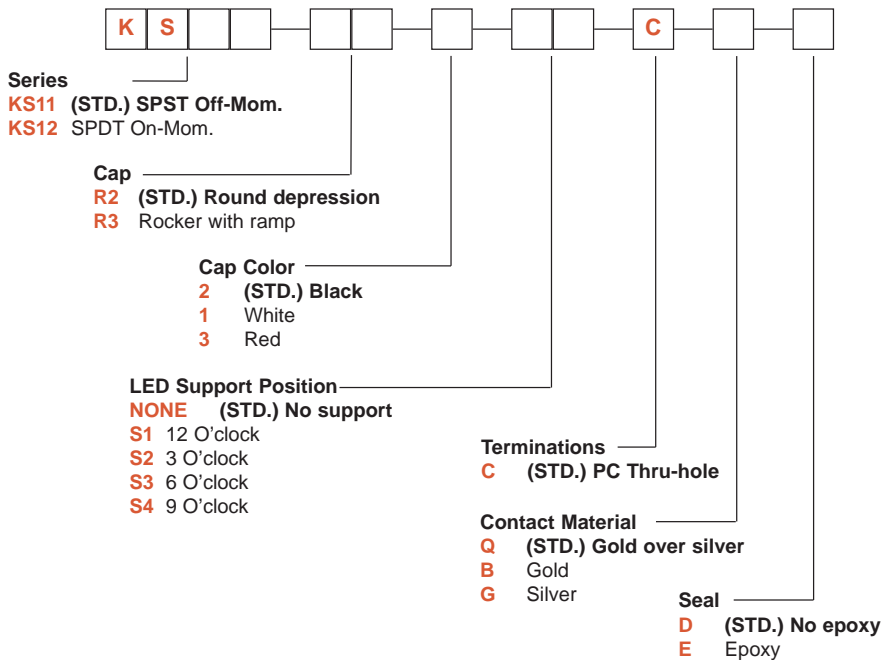 K S C
Series
KS11 (STD.) SPST Off-Mom.
KS12 SPDT On-Mom.
Cap
R2 (STD.) Round depression
R3 Rocker with ramp
Cap Color
2 (STD.) Black
1 White
3 Red
LED Support Position
NONE (STD.) No support
S1 12 O'clock
S2 3 O'clock
S3 6 O'clock
S4 9 O'clock
Terminations
C (STD.) PC Thru-hole
Contact Material
Q (STD.) Gold over silver
B Gold
G Silver
Seal
D (STD.) No epoxy
E Epoxy